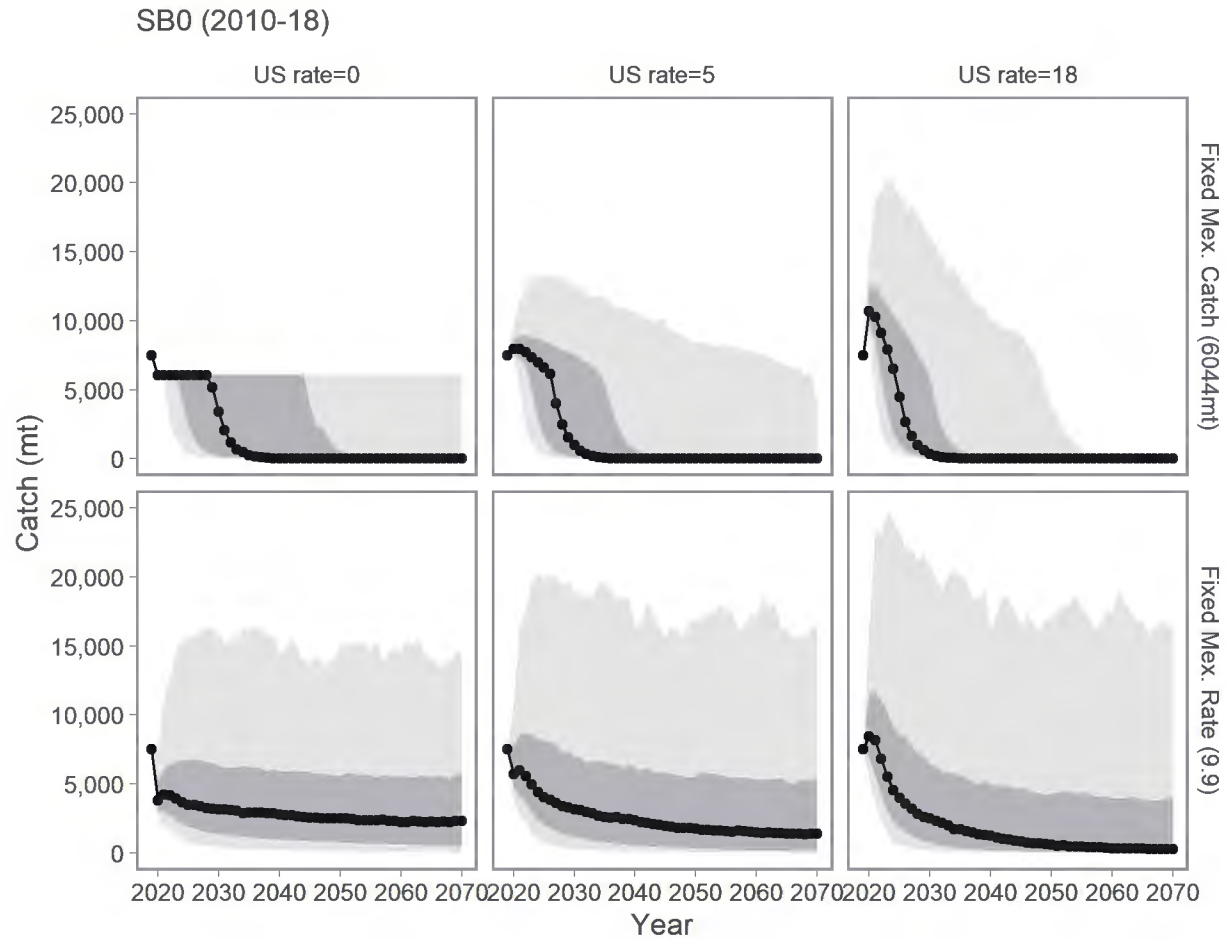 SB0 (2010-18)
US rate=0
US rate=5
US rate=18
25,000
20,000
15,000
10,000
5,000
0
Fixed Mex. Catch (6044mt)
Catch (mt)
25,000
20,000
15,000
10,000
5,000
0
Fixed Mex. Rate (9.9)
2020 2030 2040 2050 2060 2070
2020 2030 2040 2050 2060 2070
2020 2030 2040 2050 2060 2070
Year